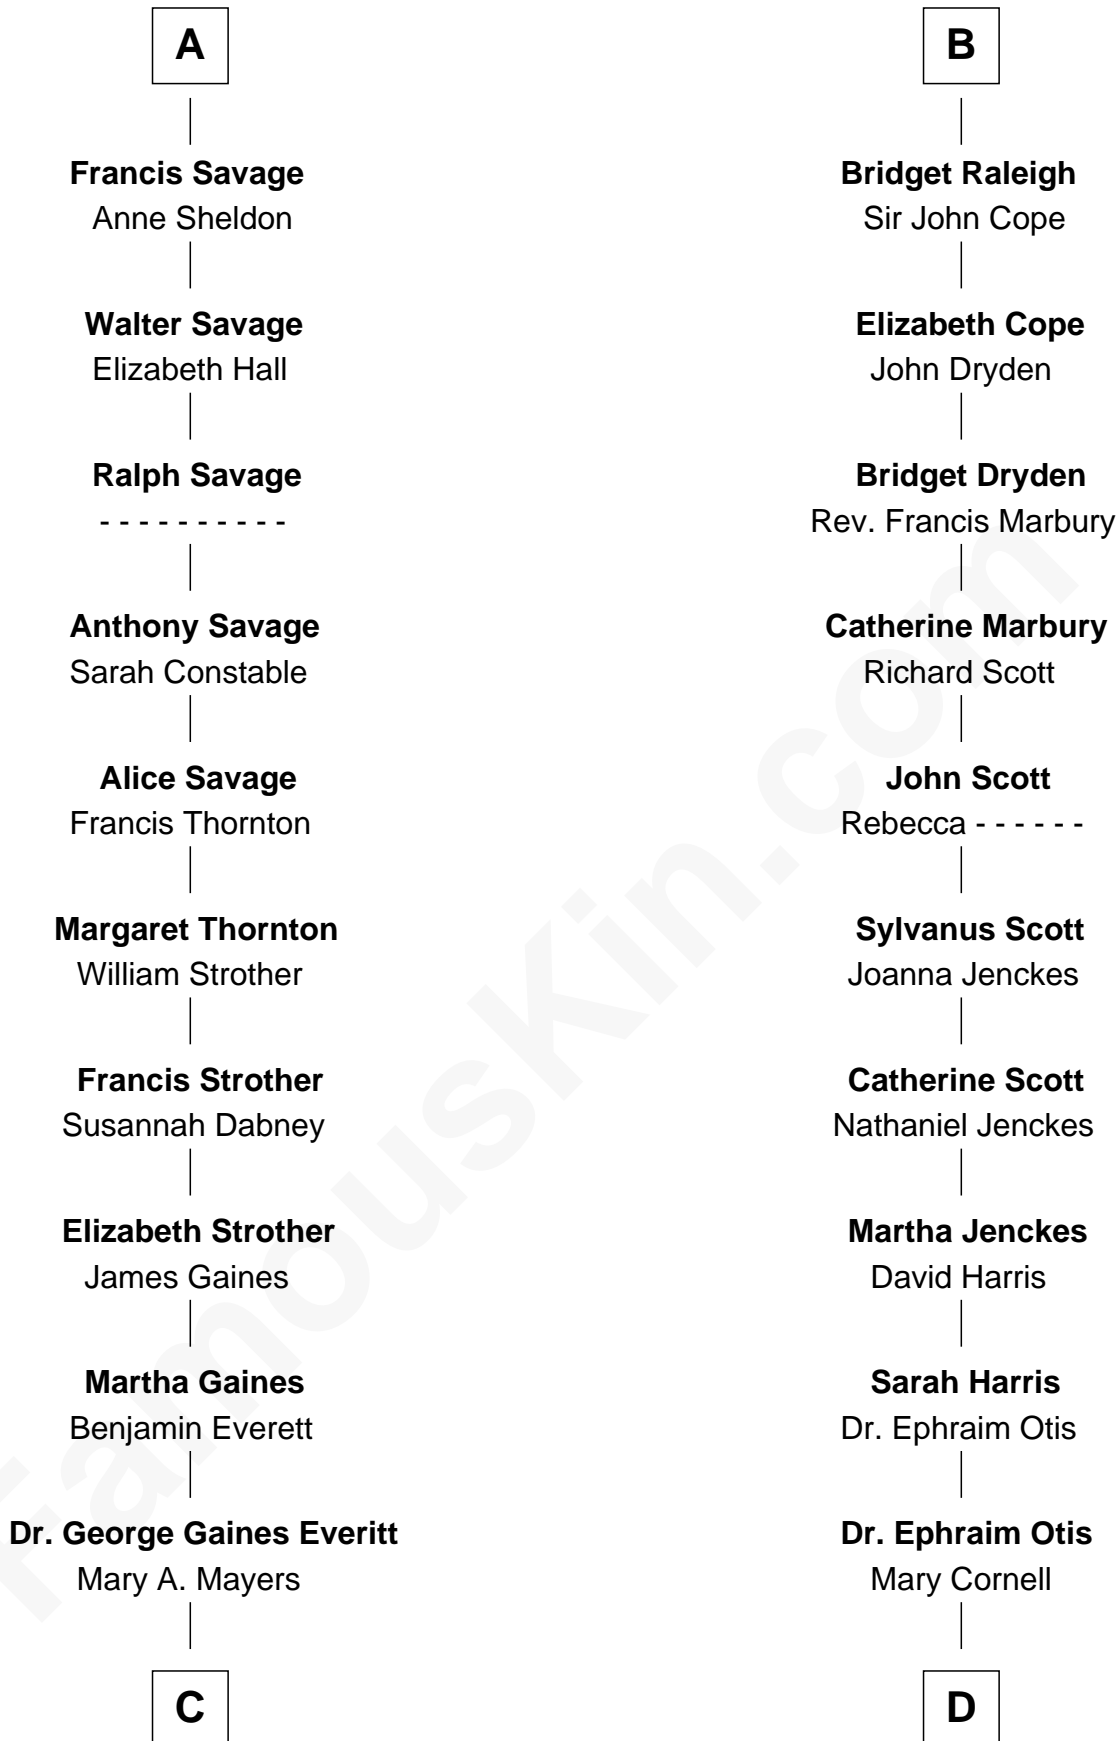 A
Francis Savage
Anne Sheldon
Walter Savage
Elizabeth Hall
Ralph Savage
- - - - - - - - - -
Anthony Savage
Sarah Constable
Alice Savage
Francis Thornton
Margaret Thornton
William Strother
Francis Strother
Susannah Dabney
Elizabeth Strother
James Gaines
Martha Gaines
Benjamin Everett
Dr. George Gaines Everitt
Mary A. Mayers
C
B
Bridget Raleigh
Sir John Cope
Elizabeth Cope
John Dryden
Bridget Dryden
Rev. Francis Marbury
Catherine Marbury
Richard Scott
John Scott
Rebecca - - - - - -
Sylvanus Scott
Joanna Jenckes
Catherine Scott
Nathaniel Jenckes
Martha Jenckes
David Harris
Sarah Harris
Dr. Ephraim Otis
Dr. Ephraim Otis
Mary Cornell
D
FamousKin.com